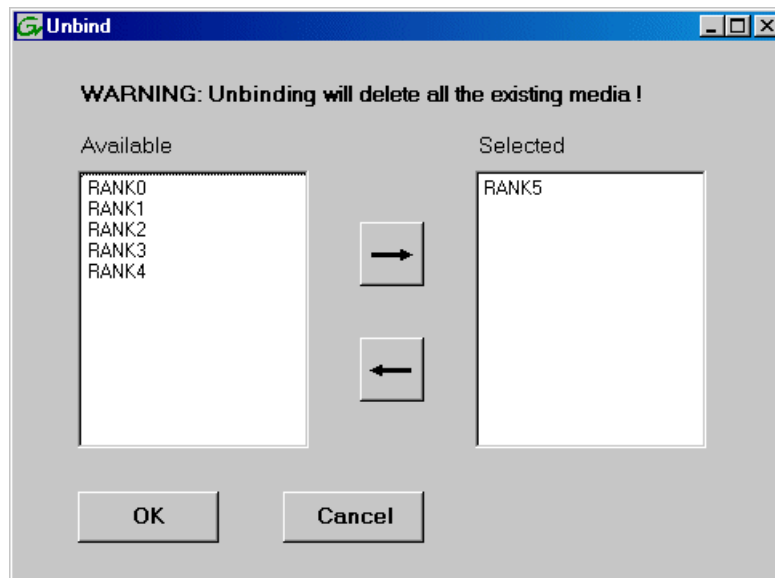 Unbind
WARNING: Unbinding will delete all the existing media !
Available
Selected
RANK0
RANK1
RANK2
RANK3
RANK4
RANK5
OK
Cancel